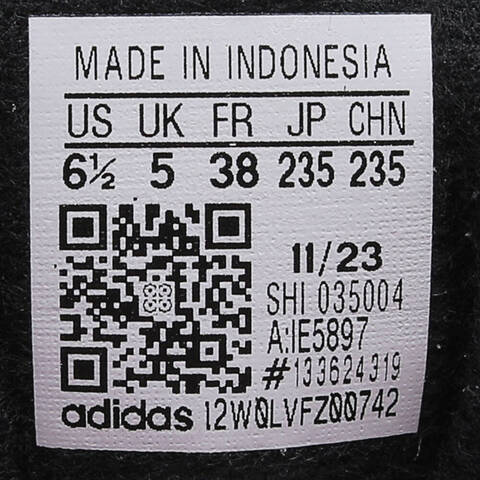 MADE IN INDONESIA
US UK FR JP CHN
6½ 5 38 235 235
11/23
SHI 035004
A:IE5897
#133624319
adidas 12W0LVFZ00742